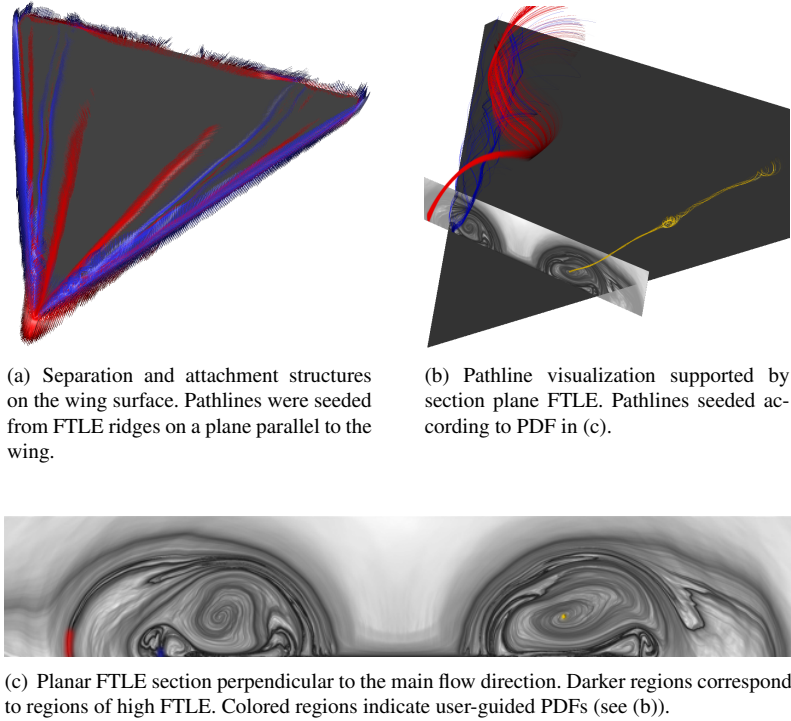 (a) Separation and attachment structures
on the wing surface. Pathlines were seeded
from FTLE ridges on a plane parallel to the
wing.
(b) Pathline visualization supported by
section plane FTLE. Pathlines seeded ac-
cording to PDF in (c).
(c) Planar FTLE section perpendicular to the main flow direction. Darker regions correspond
to regions of high FTLE. Colored regions indicate user-guided PDFs (see (b)).